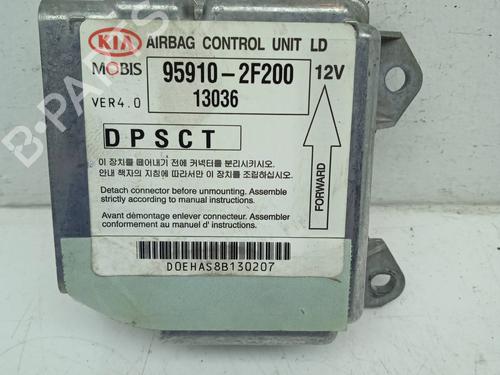 KIA AIRBAG CONTROL UNIT LD
MOBIS 95910-2F200 12V
VER4.0 13036
DPSCT
이 장치를 떼어내기 전에 커넥터를 분리시키시오.
안내 책자의 지침에 따라서만 이 장치를 조립하십시오.
Detach connector before unmounting. Assemble
strictly according to manual instructions.
Avant démontage enlever connecteur. Assembler
conformement au manuel d' instructions.
FORWARD
DOEHAS8B130207
B-PARTS